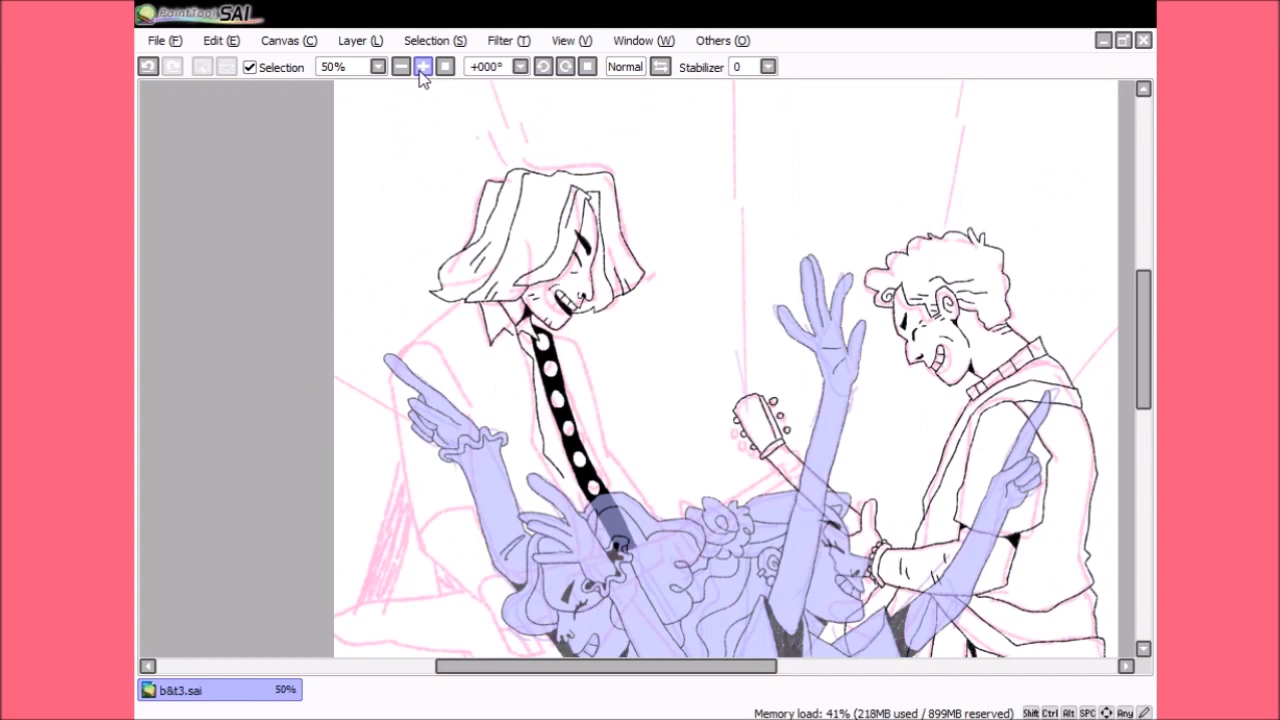 PaintTool SAI
File (F) Edit (E) Canvas (C) Layer (L) Selection (S) Filter (T) View (V) Window (W) Others (O)
Selection 50% +000° Normal Stabilizer 0
b&t3.sai 50%
Memory load: 41% (218MB used / 899MB reserved) Shift Ctrl Alt SPC Any